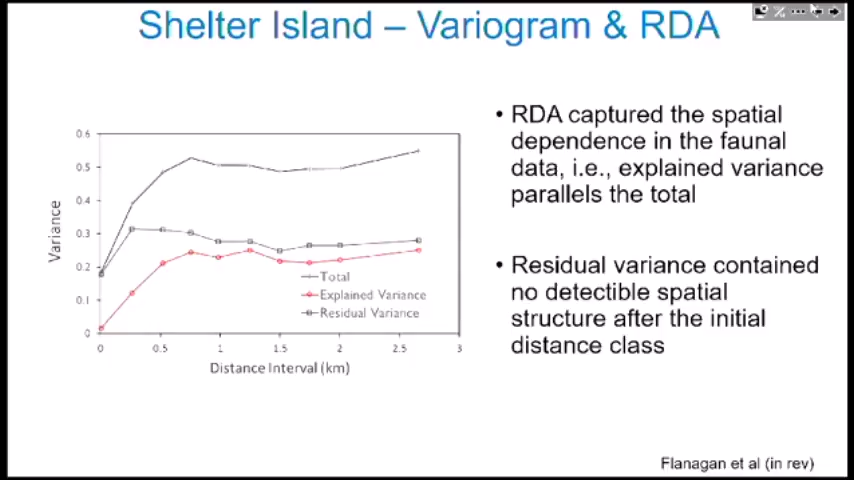 Shelter Island – Variogram & RDA
• RDA captured the spatial
dependence in the faunal
data, i.e., explained variance
parallels the total
• Residual variance contained
no detectible spatial
structure after the initial
distance class
0.6
0.5
0.4
0.3
0.2
0.1
0
Variance
Total
Explained Variance
Residual Variance
0 0.5 1 1.5 2 2.5 3
Distance Interval (km)
Flanagan et al (in rev)